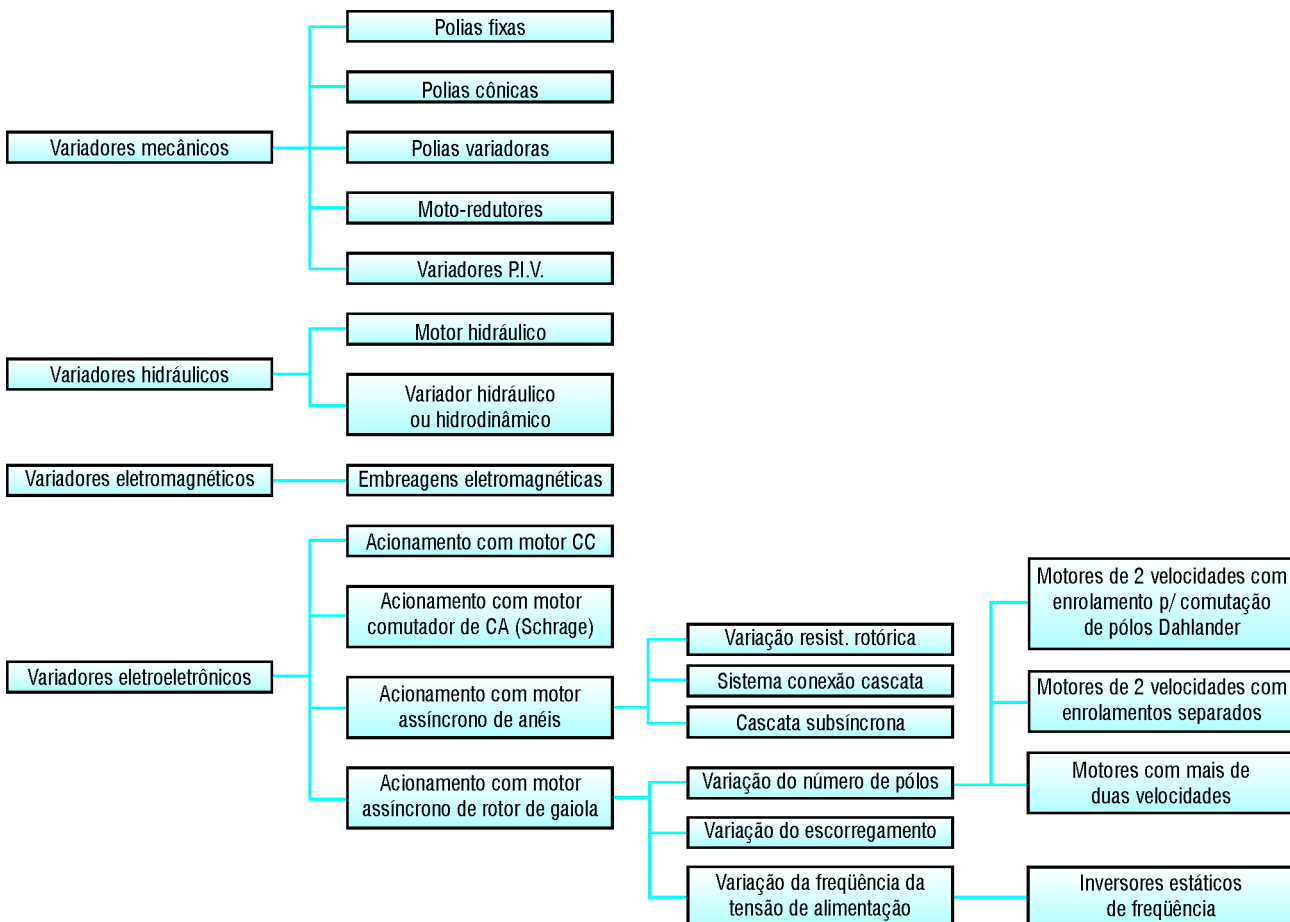 Polias fixas
Polias cônicas
Variadores mecânicos
Polias variadoras
Moto-redutores
Variadores P.I.V.
Motor hidráulico
Variadores hidráulicos
Variador hidráulico
ou hidrodinâmico
Variadores eletromagnéticos
Embreagens eletromagnéticas
Acionamento com motor CC
Acionamento com motor
comutador de CA (Schrage)
Variadores eletroeletrônicos
Acionamento com motor
assíncrono de anéis
Variação resist. rotórica
Sistema conexão cascata
Cascata subsíncrona
Acionamento com motor
assíncrono de rotor de gaiola
Variação do número de pólos
Motores de 2 velocidades com
enrolamento p/ comutação
de pólos Dahlander
Motores de 2 velocidades com
enrolamentos separados
Motores com mais de
duas velocidades
Variação do escorregamento
Variação da freqüência da
tensão de alimentação
Inversores estáticos
de freqüência